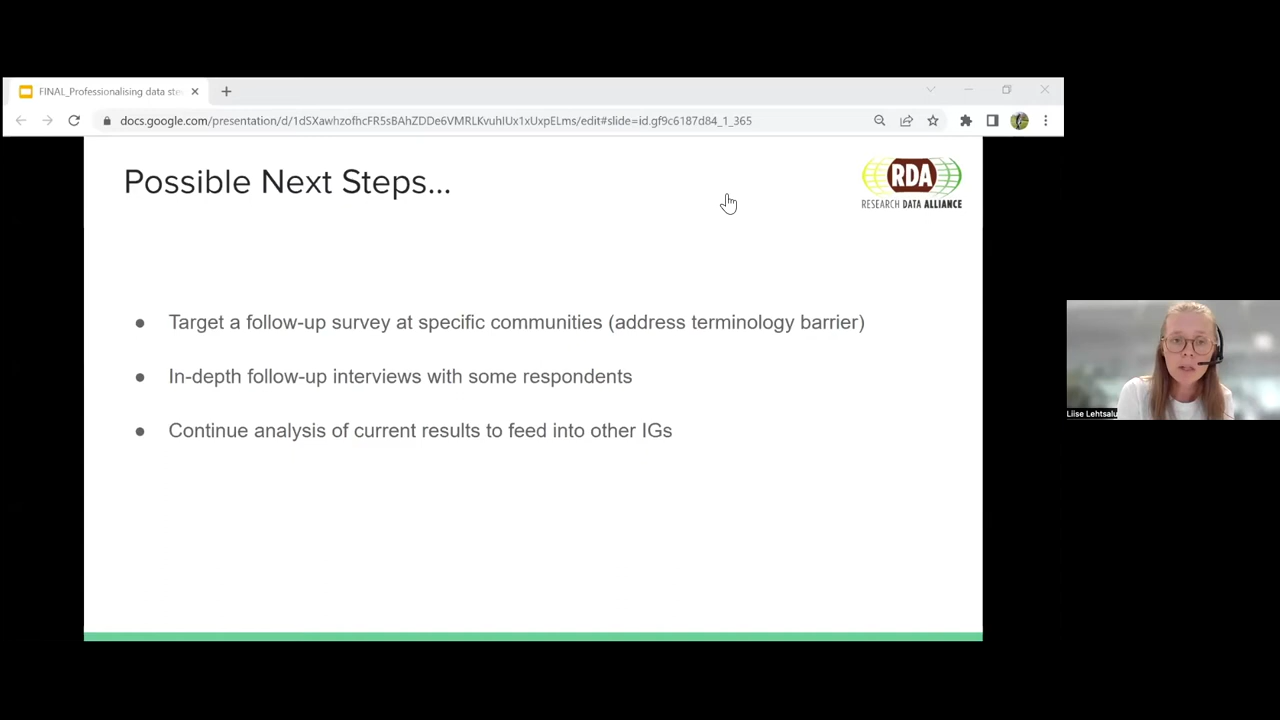 FINAL_Professionalising data ste
docs.google.com/presentation/d/1dSXawhzofhcFR5sBAhZDDe6VMRLKvuhIUx1xUxpELms/edit#slide=id.gf9c6187d84_1_365
Possible Next Steps...
RDA
RESEARCH DATA ALLIANCE
● Target a follow-up survey at specific communities (address terminology barrier)
● In-depth follow-up interviews with some respondents
● Continue analysis of current results to feed into other IGs
Liise Lehtsalu